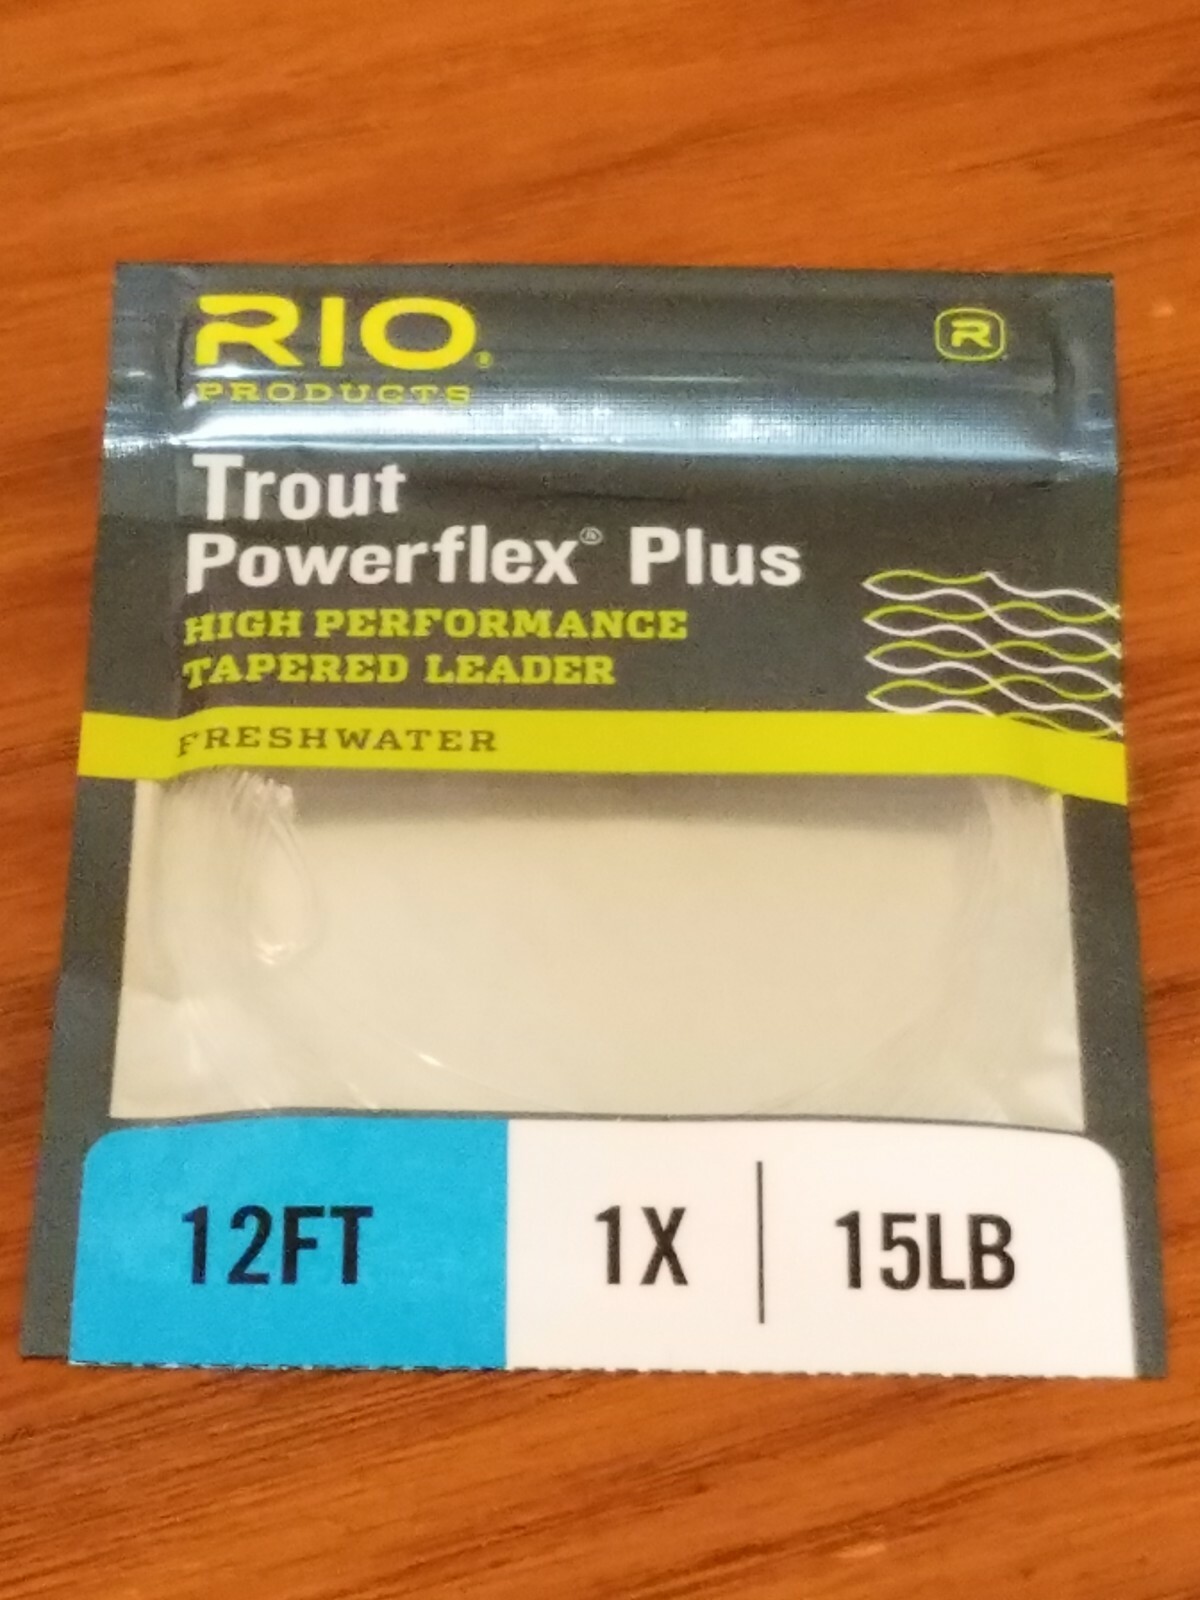 RIO®
PRODUCTS
R
Trout
Powerflex® Plus
HIGH PERFORMANCE
TAPERED LEADER
FRESHWATER
12FT 1X | 15LB